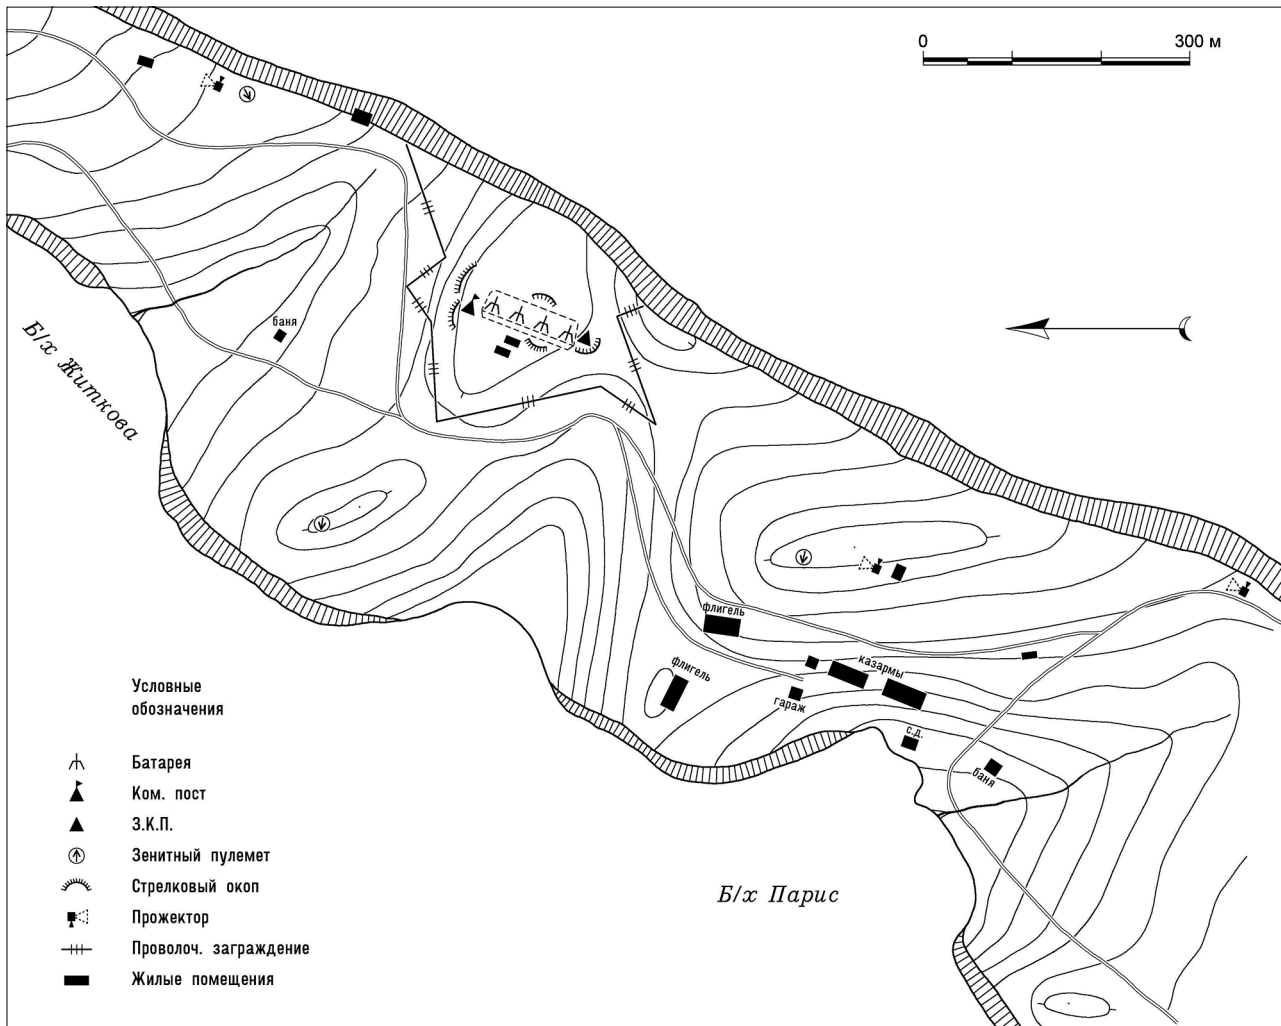 0 300 м
баня
Б/х Житкова
флигель
флигель
казармы
гараж
с.д.
баня
Б/х Парис
Условные
обозначения
Батарея
Ком. пост
З.К.П.
Зенитный пулемет
Стрелковый окоп
Прожектор
Проволоч. заграждение
Жилые помещения